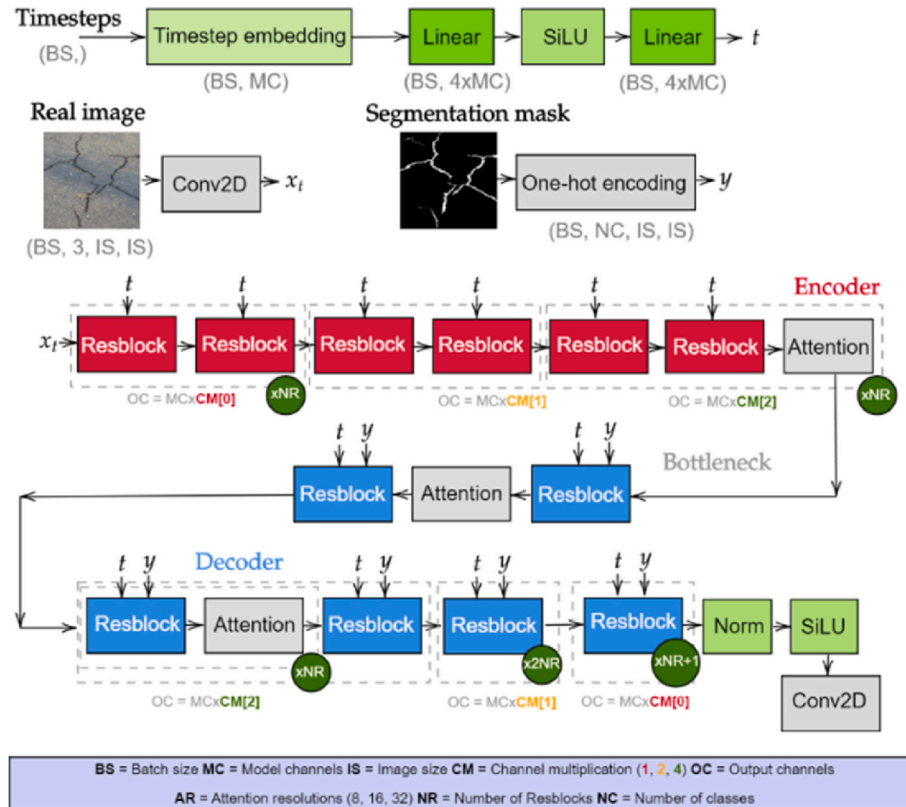 Timesteps
(BS,)
Timestep embedding
Linear
SiLU
Linear
t
(BS, MC)
(BS, 4xMC)
(BS, 4xMC)
Real image
Segmentation mask
Conv2D
xt
One-hot encoding
y
(BS, 3, IS, IS)
(BS, NC, IS, IS)
t t t t t t
Encoder
xt
Resblock
Resblock
Resblock
Resblock
Resblock
Resblock
Attention
OC = MCxCM[0]
xNR
OC = MCxCM[1]
OC = MCxCM[2]
xNR
t y
t y
Bottleneck
Resblock
Attention
Resblock
Decoder
t y
t y
t y
t y
Resblock
Attention
Resblock
Resblock
Resblock
Norm
SiLU
xNR
x2NR
xNR+1
OC = MCxCM[2]
OC = MCxCM[1]
OC = MCxCM[0]
Conv2D
BS = Batch size MC = Model channels IS = Image size CM = Channel multiplication (1, 2, 4) OC = Output channels
AR = Attention resolutions (8, 16, 32) NR = Number of Resblocks NC = Number of classes